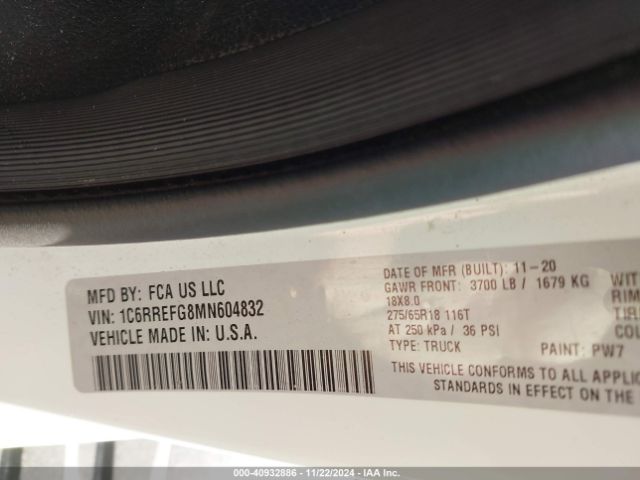 MFD BY: FCA US LLC
VIN: 1C6RREFG8MN604832
VEHICLE MADE IN: U.S.A.
DATE OF MFR (BUILT): 11-20
GAWR FRONT: 3700 LB / 1679 KG WIT
18X8.0 RIM
275/65R18 116T TIR
AT 250 kPa / 36 PSI COL
TYPE: TRUCK PAINT: PW7
THIS VEHICLE CONFORMS TO ALL APPLIC
STANDARDS IN EFFECT ON THE
000-40932886 - 11/22/2024 - IAA Inc.